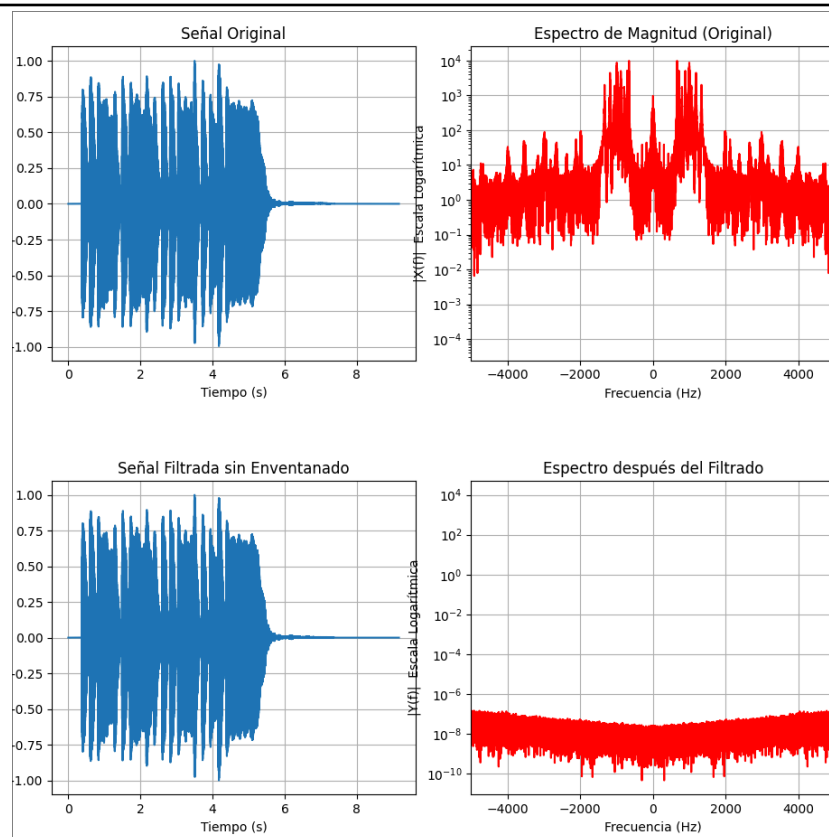 Señal Original
1.00
0.75
0.50
0.25
0.00
-0.25
-0.50
-0.75
-1.00
0 2 4 6 8
Tiempo (s)
Espectro de Magnitud (Original)
|X(f)| Escala Logarítmica
10⁴
10³
10²
10¹
10⁰
10⁻¹
10⁻²
10⁻³
10⁻⁴
−4000 −2000 0 2000 4000
Frecuencia (Hz)
Señal Filtrada sin Enventanado
1.00
0.75
0.50
0.25
0.00
-0.25
-0.50
-0.75
-1.00
0 2 4 6 8
Tiempo (s)
Espectro después del Filtrado
|Y(f)| Escala Logarítmica
10⁴
10²
10⁰
10⁻²
10⁻⁴
10⁻⁶
10⁻⁸
10⁻¹⁰
−4000 −2000 0 2000 4000
Frecuencia (Hz)